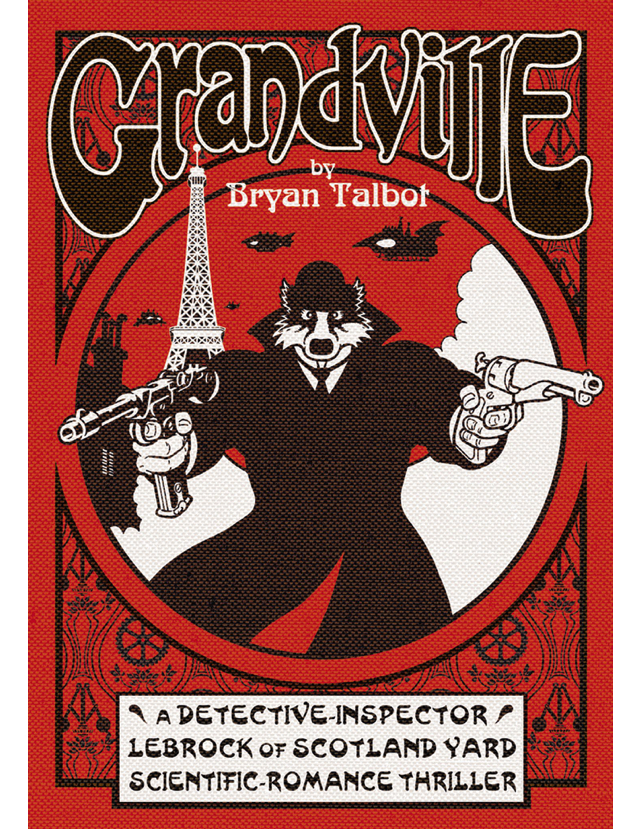 Grandville
by
Bryan Talbot
A DETECTIVE-INSPECTOR
LEBROCK OF SCOTLAND YARD
SCIENTIFIC-ROMANCE THRILLER